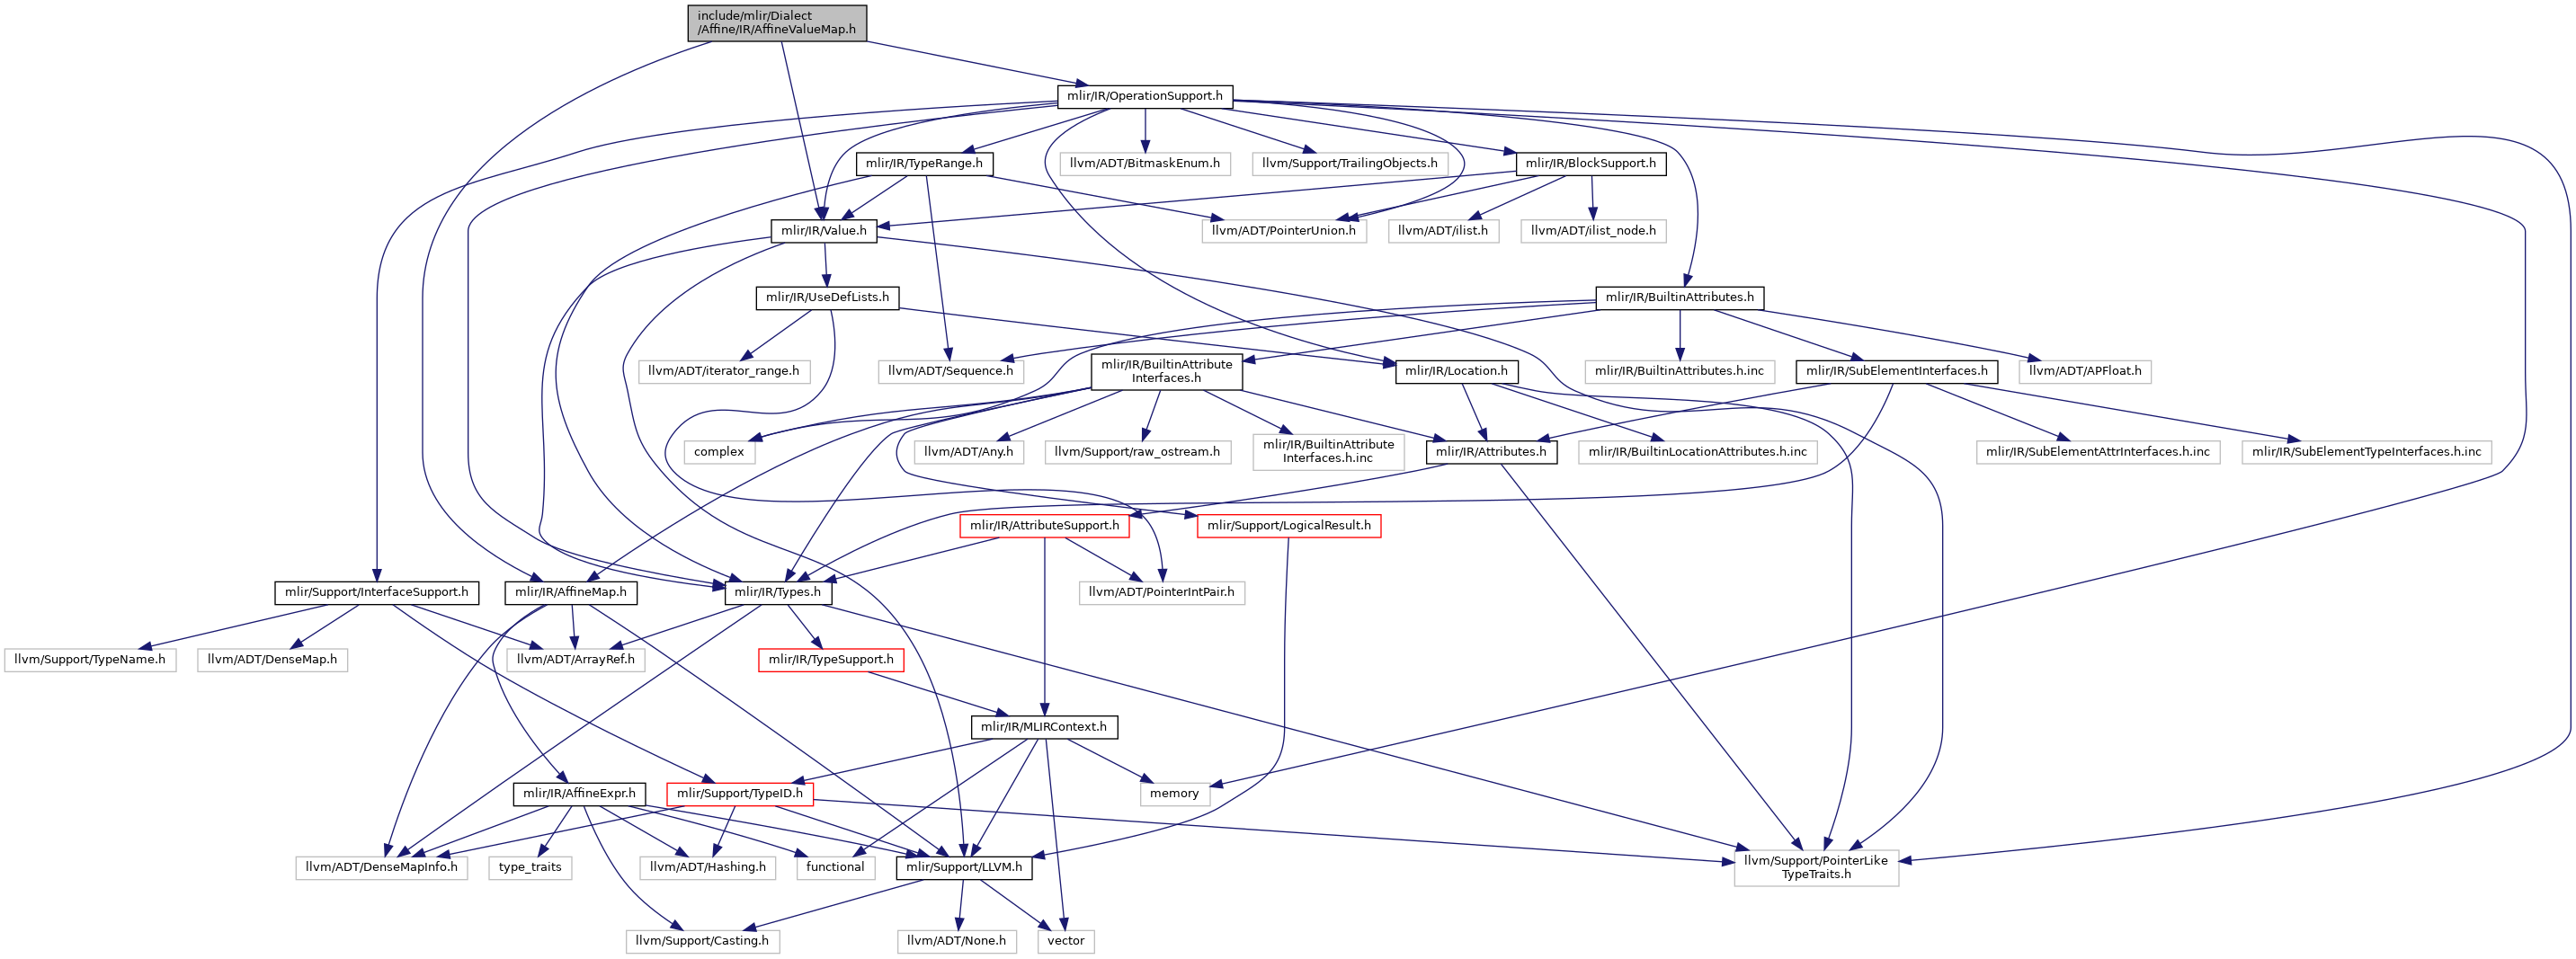 include/mlir/Dialect
/Affine/IR/AffineValueMap.h
mlir/IR/OperationSupport.h
mlir/IR/TypeRange.h
llvm/ADT/BitmaskEnum.h
llvm/Support/TrailingObjects.h
mlir/IR/BlockSupport.h
mlir/IR/Value.h
llvm/ADT/PointerUnion.h
llvm/ADT/ilist.h
llvm/ADT/ilist_node.h
mlir/IR/UseDefLists.h
mlir/IR/BuiltinAttributes.h
llvm/ADT/iterator_range.h
llvm/ADT/Sequence.h
mlir/IR/BuiltinAttribute
Interfaces.h
mlir/IR/Location.h
mlir/IR/BuiltinAttributes.h.inc
mlir/IR/SubElementInterfaces.h
llvm/ADT/APFloat.h
complex
llvm/ADT/Any.h
llvm/Support/raw_ostream.h
mlir/IR/BuiltinAttribute
Interfaces.h.inc
mlir/IR/Attributes.h
mlir/IR/BuiltinLocationAttributes.h.inc
mlir/IR/SubElementAttrInterfaces.h.inc
mlir/IR/SubElementTypeInterfaces.h.inc
mlir/IR/AttributeSupport.h
mlir/Support/LogicalResult.h
mlir/Support/InterfaceSupport.h
mlir/IR/AffineMap.h
mlir/IR/Types.h
llvm/ADT/PointerIntPair.h
llvm/Support/TypeName.h
llvm/ADT/DenseMap.h
llvm/ADT/ArrayRef.h
mlir/IR/TypeSupport.h
mlir/IR/MLIRContext.h
mlir/IR/AffineExpr.h
mlir/Support/TypeID.h
memory
llvm/ADT/DenseMapInfo.h
type_traits
llvm/ADT/Hashing.h
functional
mlir/Support/LLVM.h
llvm/Support/PointerLike
TypeTraits.h
llvm/Support/Casting.h
llvm/ADT/None.h
vector